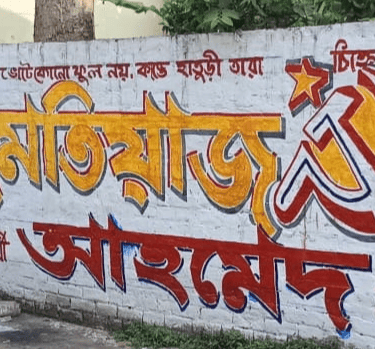 ভোটে কোনো ফুল নয়, কাস্তে হাতুড়ী তারা চিহ্নে
মতিয়াজ
আহমেদ